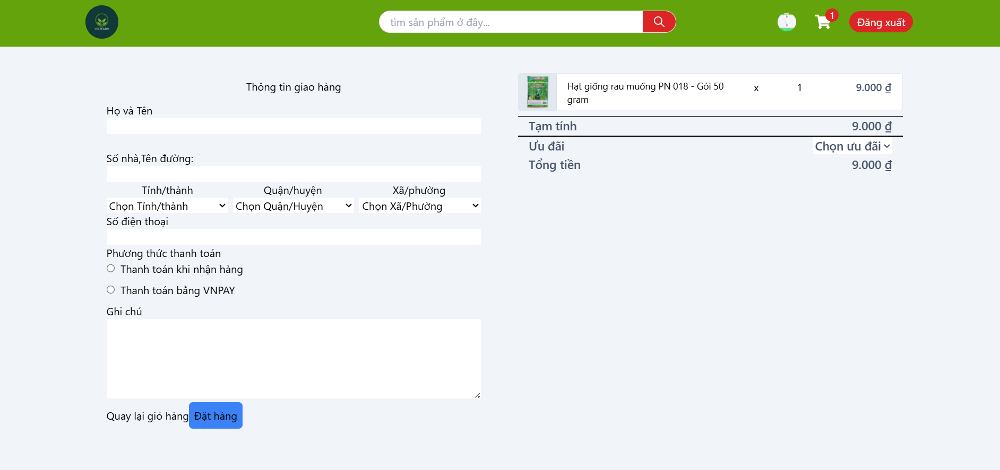 VIETFARM
tìm sản phẩm ở đây...
1
Đăng xuất
Thông tin giao hàng
Họ và Tên
Số nhà,Tên đường:
Tỉnh/thành
Quận/huyện
Xã/phường
Chọn Tỉnh/thành
Chọn Quận/Huyện
Chọn Xã/Phường
Số điện thoại
Phương thức thanh toán
Thanh toán khi nhận hàng
Thanh toán bằng VNPAY
Ghi chú
Quay lại giỏ hàng
Đặt hàng
Hạt giống rau muống PN 018 - Gói 50
gram
x
1
9.000 ₫
Tạm tính
9.000 ₫
Ưu đãi
Chọn ưu đãi
Tổng tiền
9.000 ₫